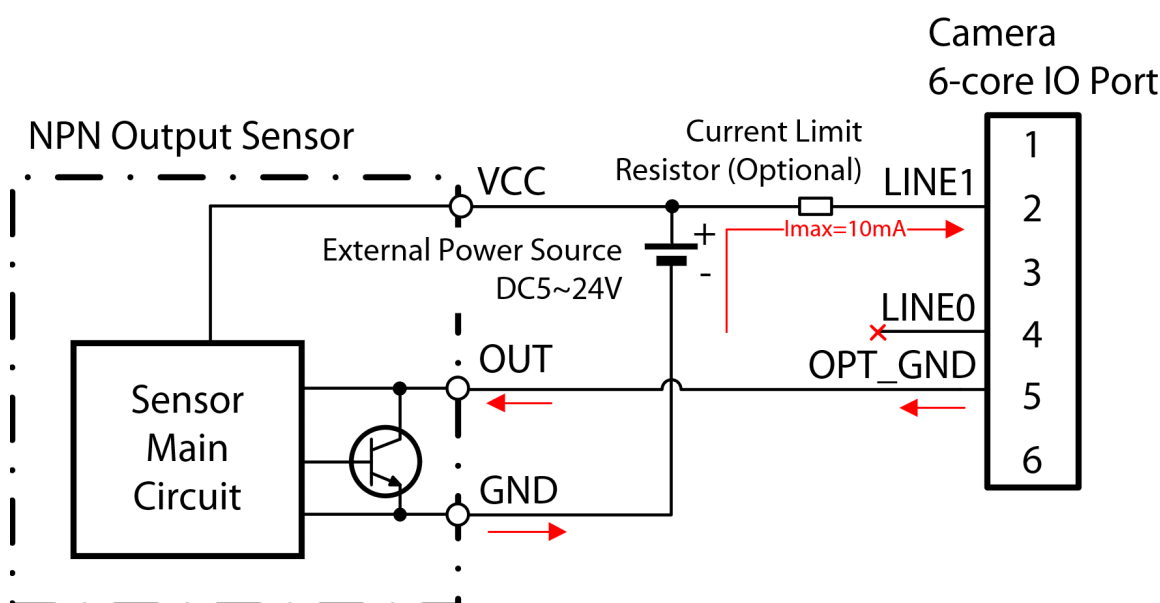 Camera
6-core IO Port
NPN Output Sensor
Current Limit
Resistor (Optional)
VCC
LINE1
1
2
Imax=10mA
+
External Power Source
DC5~24V
-
3
LINE0
4
OUT
OPT_GND
5
Sensor
Main
Circuit
6
GND